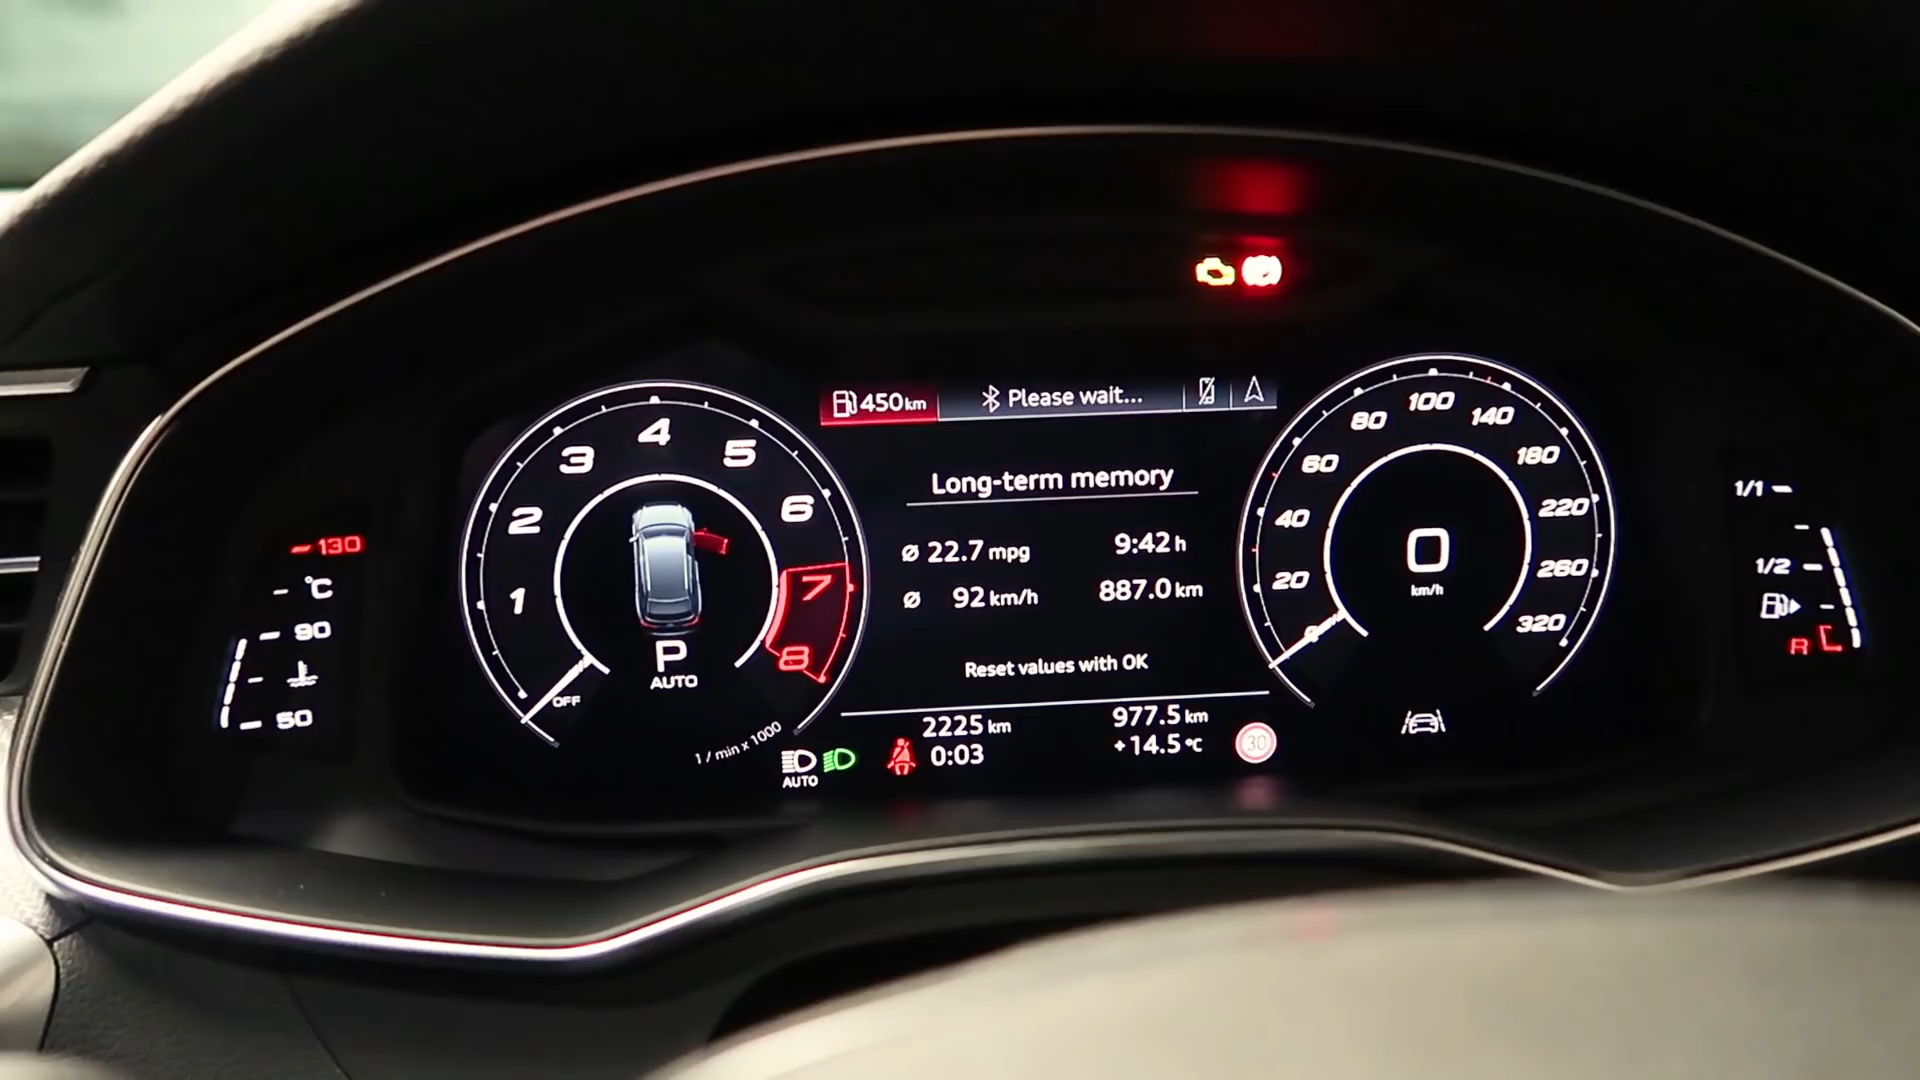 450 km
Please wait...
Long-term memory
Ø 22.7 mpg 9:42 h
Ø 92 km/h 887.0 km
Reset values with OK
2225 km 977.5 km
0:03 +14.5 °C
30
AUTO
130
°C
90
50
1
2
3
4
5
6
7
8
P
AUTO
OFF
1 / min x 1000
0
20
40
60
80
100
140
180
220
260
320
0
km/h
1/1
1/2
R